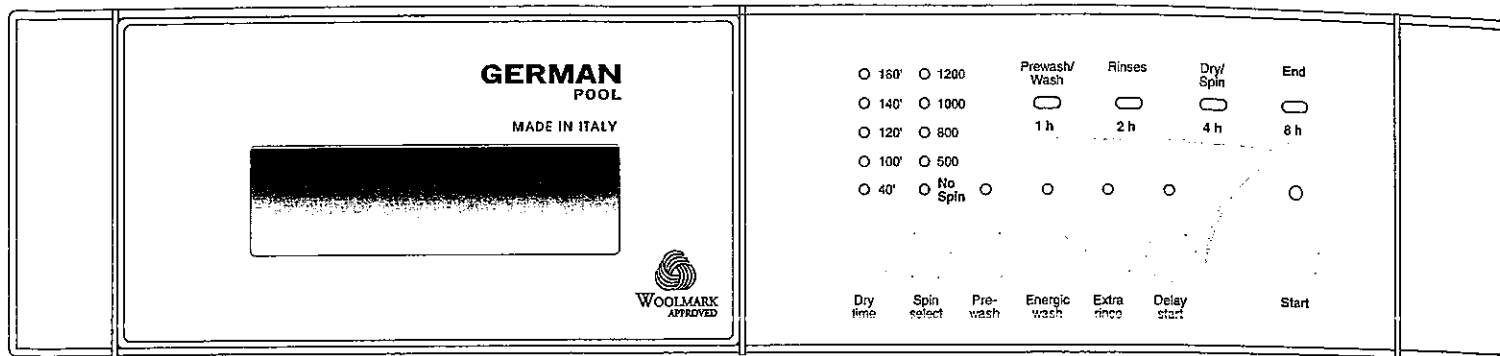 GERMAN
POOL
MADE IN ITALY
WOOLMARK
APPROVED
160' 1200
140' 1000
120' 800
100' 500
40' No
Spin
Prewash/
Wash
Rinses
Dry/
Spin
End
1 h
2 h
4 h
8 h
Dry
time
Spin
select
Pre-
wash
Energic
wash
Extra
rince
Delay
start
Start